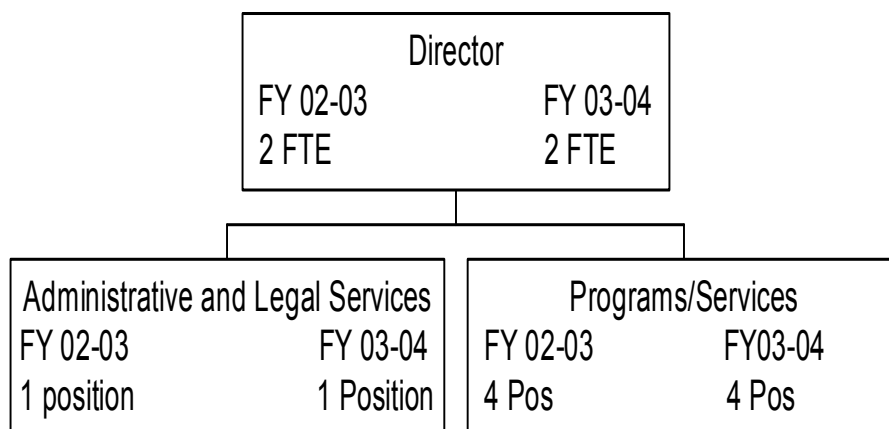 Director
FY 02-03 FY 03-04
2 FTE 2 FTE
Administrative and Legal Services
FY 02-03 FY 03-04
1 position 1 Position
Programs/Services
FY 02-03 FY03-04
4 Pos 4 Pos